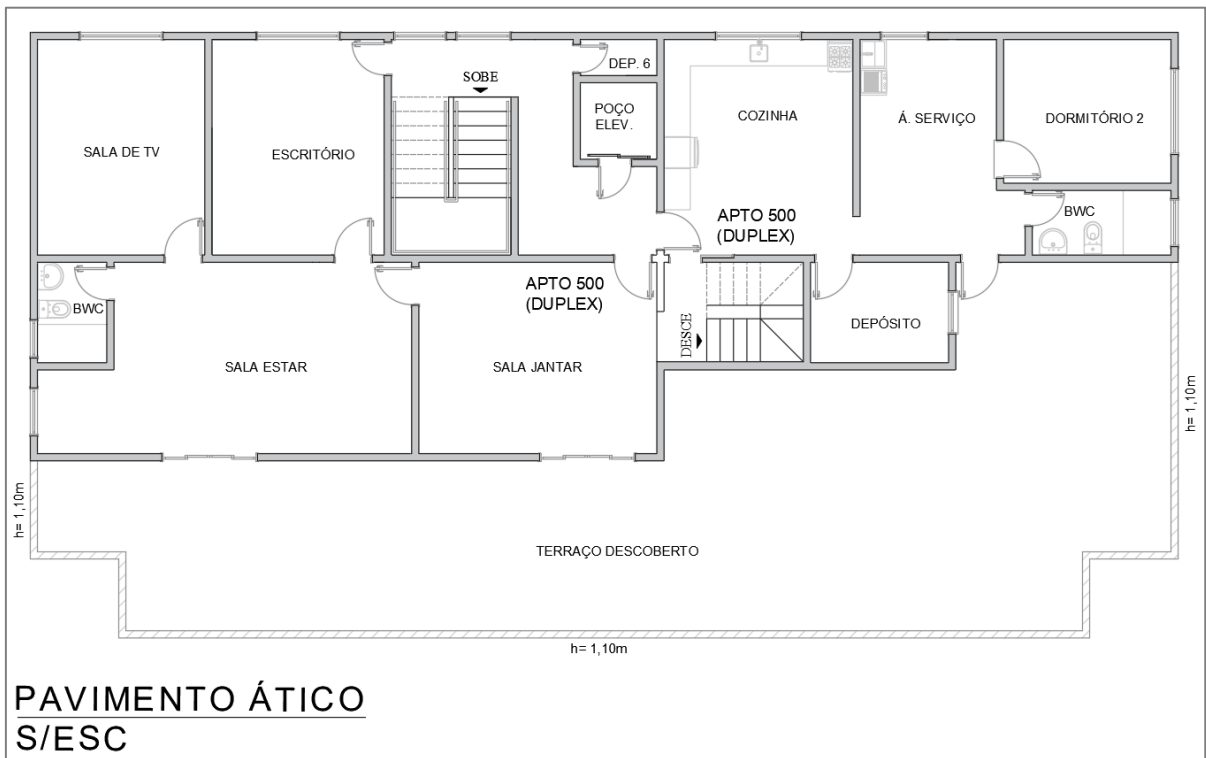 DEP. 6
SOBE
POÇO
ELEV.
COZINHA
Á. SERVIÇO
DORMITÓRIO 2
SALA DE TV
ESCRITÓRIO
APTO 500
(DUPLEX)
BWC
APTO 500
(DUPLEX)
BWC
DESCE
DEPÓSITO
SALA ESTAR
SALA JANTAR
h= 1,10m
h= 1,10m
TERRAÇO DESCOBERTO
h= 1,10m
PAVIMENTO ÁTICO
S/ESC